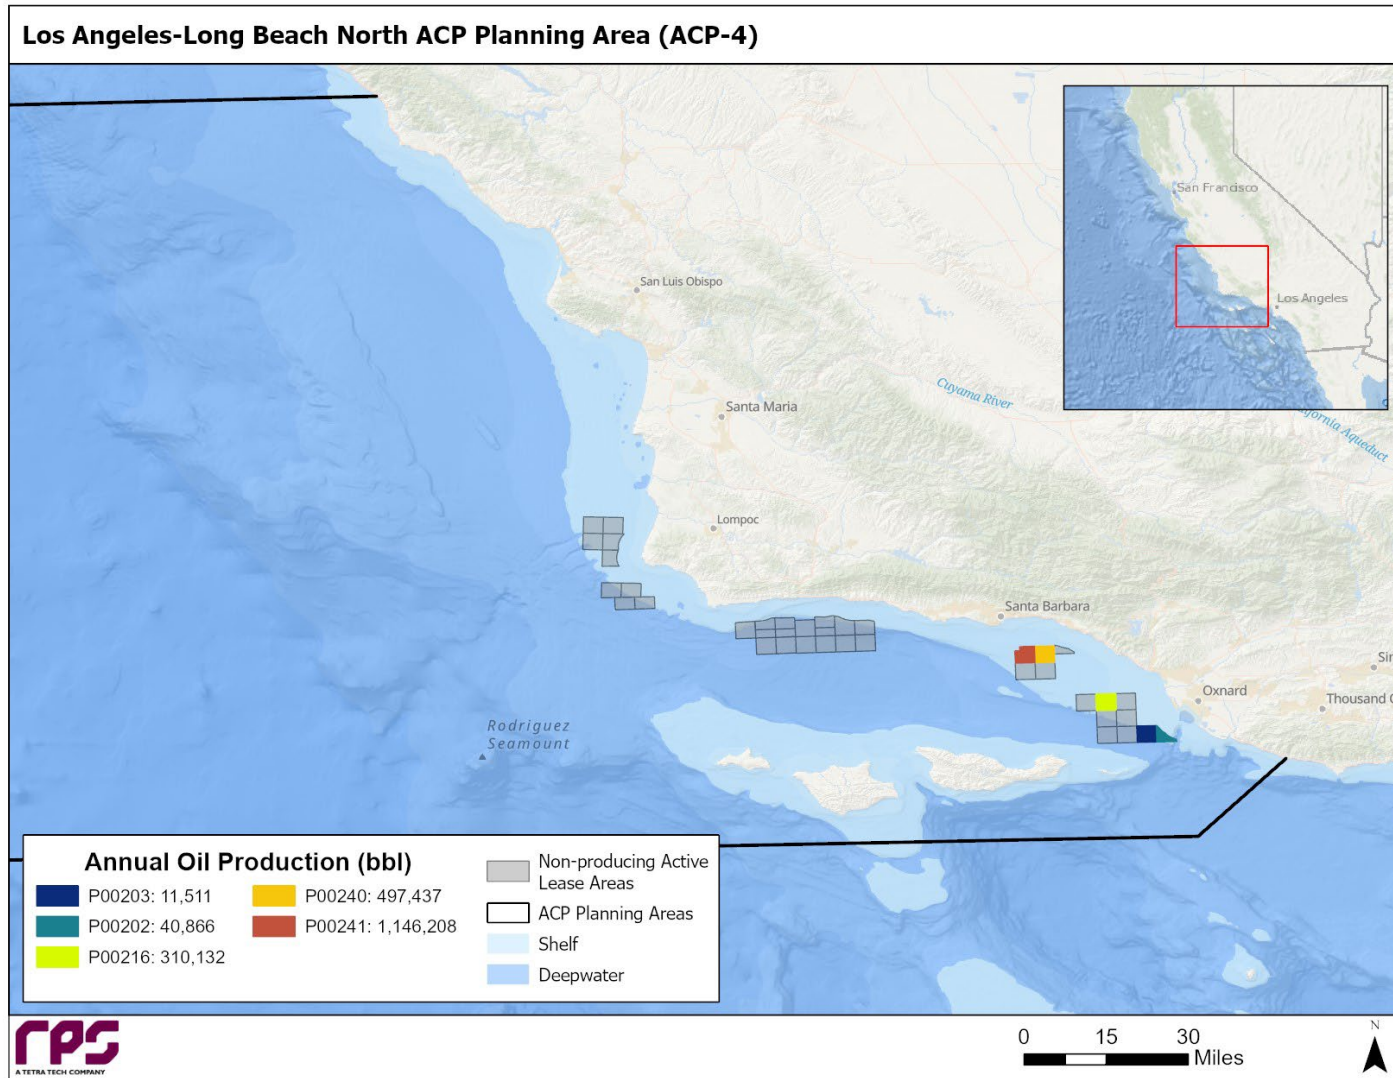 Los Angeles-Long Beach North ACP Planning Area (ACP-4)
San Francisco
Los Angeles
San Luis Obispo
Cuyama River
Aqueduct
Santa Maria
Lompoc
Santa Barbara
Oxnard
Thousand
Rodriguez
Seamount
Annual Oil Production (bbl)
P00203: 11,511
P00202: 40,866
P00216: 310,132
P00240: 497,437
P00241: 1,146,208
Non-producing Active
Lease Areas
ACP Planning Areas
Shelf
Deepwater
rps
A TETRA TECH COMPANY
0 15 30
Miles
N